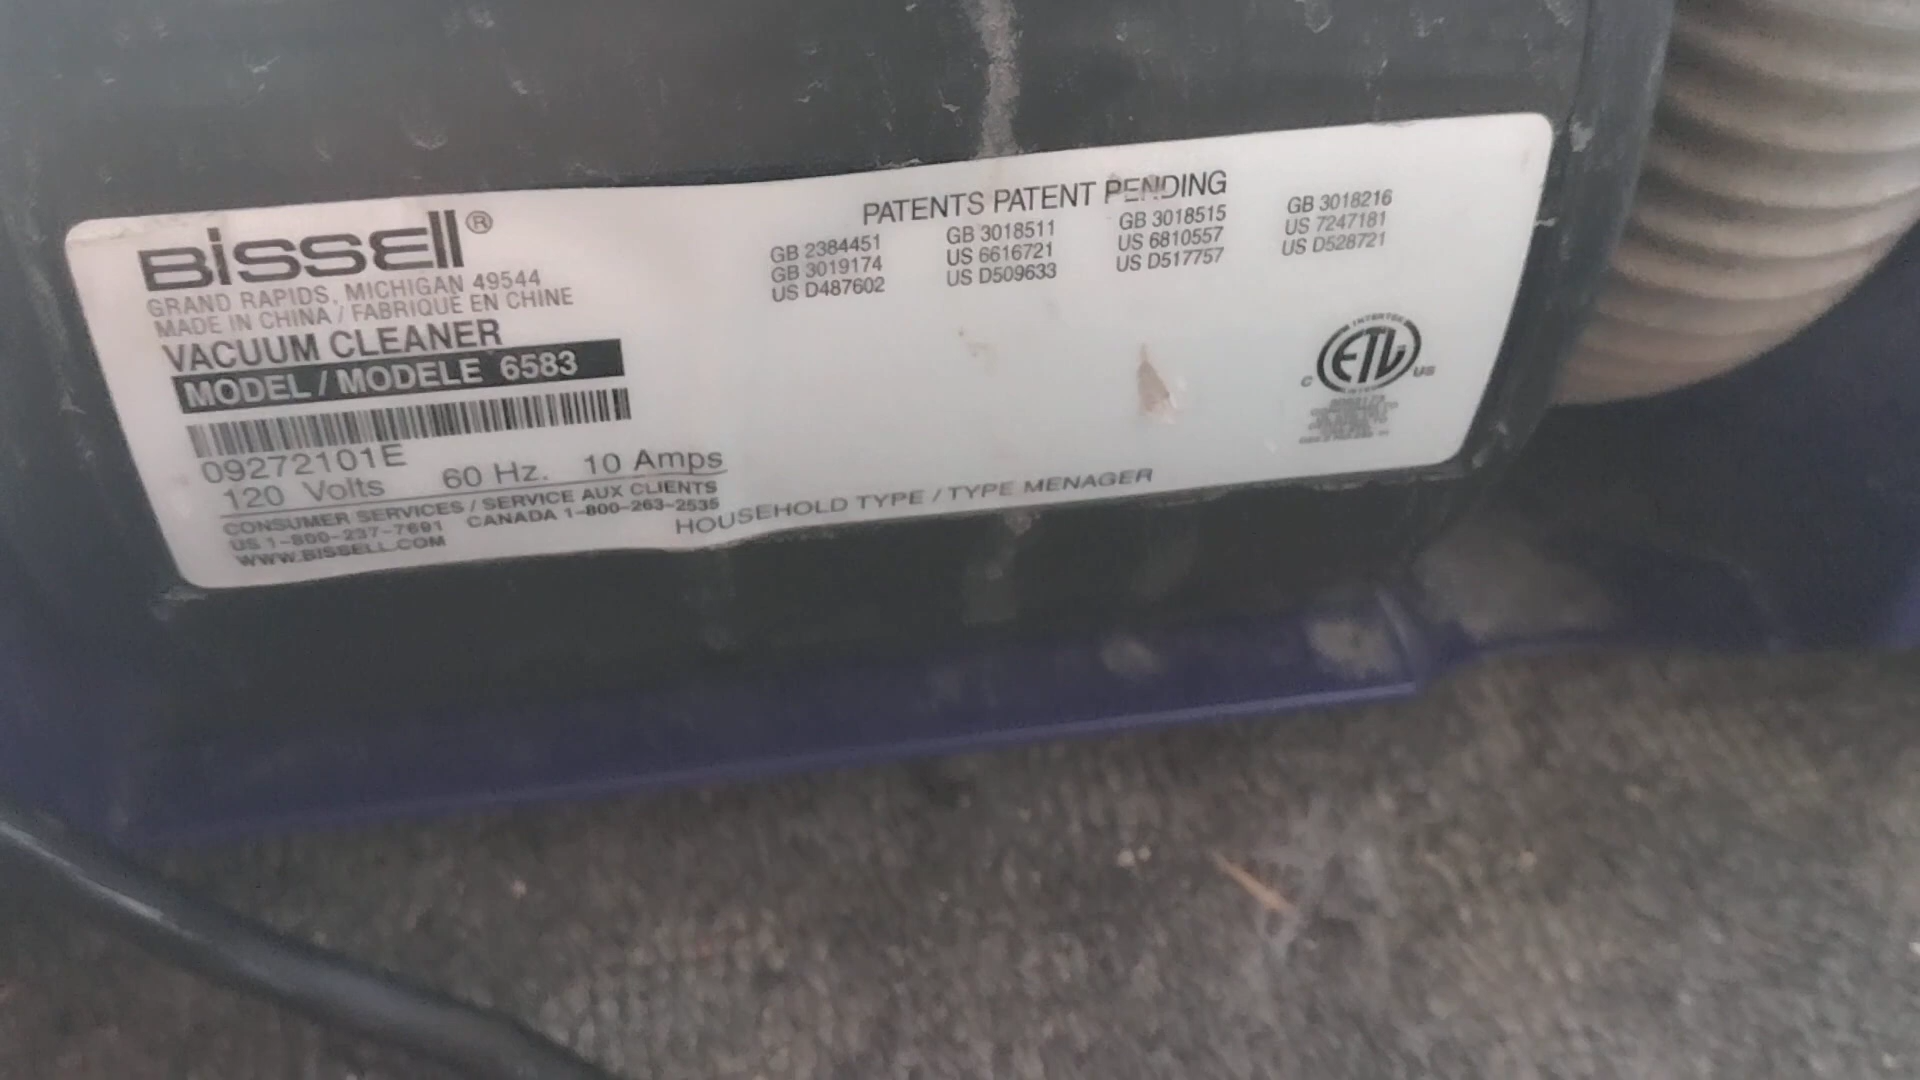 BISSELL®
GRAND RAPIDS, MICHIGAN 49544
MADE IN CHINA / FABRIQUÉ EN CHINE
VACUUM CLEANER
MODEL / MODELE 6583
09272101E
120 Volts 60 Hz. 10 Amps
CONSUMER SERVICES / SERVICE AUX CLIENTS
US 1-800-237-7691 CANADA 1-800-263-2535
WWW.BISSELL.COM
PATENTS PATENT PENDING
GB 2384451 GB 3018511 GB 3018515 GB 3018216
GB 3019174 US 6616721 US 6810557 US 7247181
US D487602 US D509633 US D517757 US D528721
INTERTEK
C ETL US
HOUSEHOLD TYPE / TYPE MENAGER